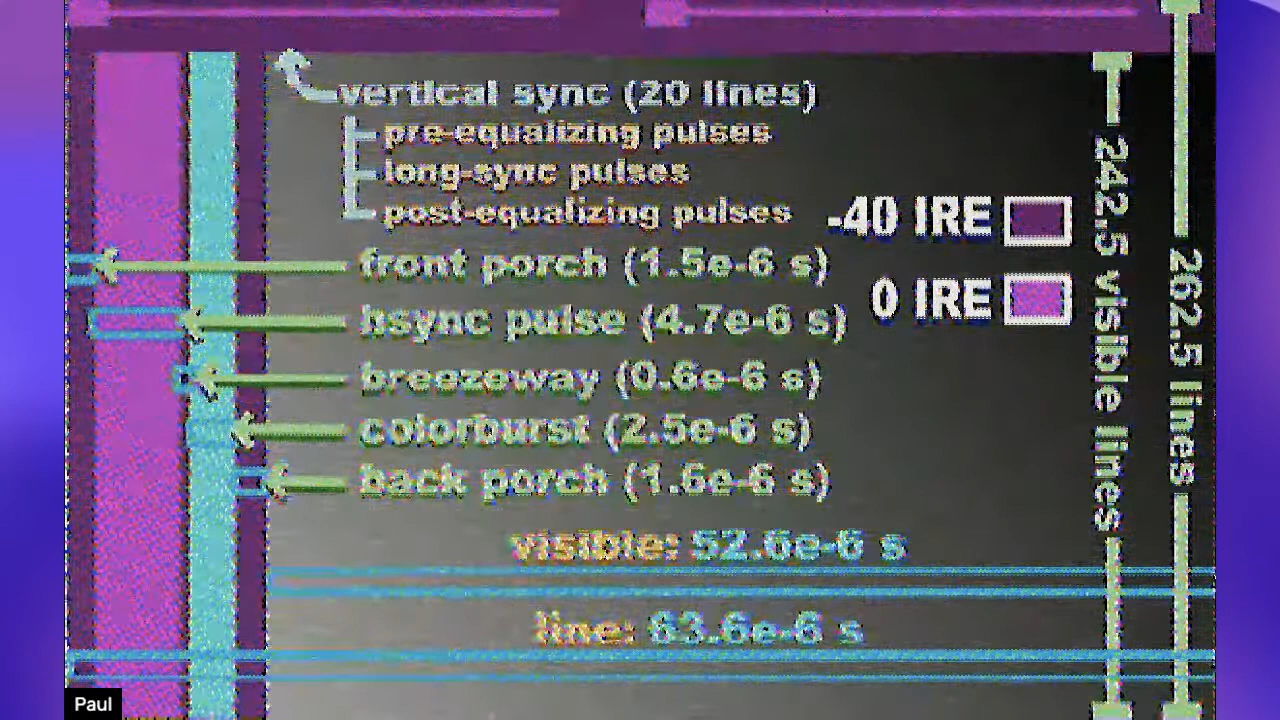 vertical sync (20 lines)
pre-equalizing pulses
long-sync pulses
post-equalizing pulses
-40 IRE
0 IRE
front porch (1.5e-6 s)
hsync pulse (4.7e-6 s)
breezeway (0.6e-6 s)
colorburst (2.5e-6 s)
back porch (1.6e-6 s)
visible: 52.6e-6 s
line: 63.6e-6 s
242.5 visible lines
262.5 lines
Paul